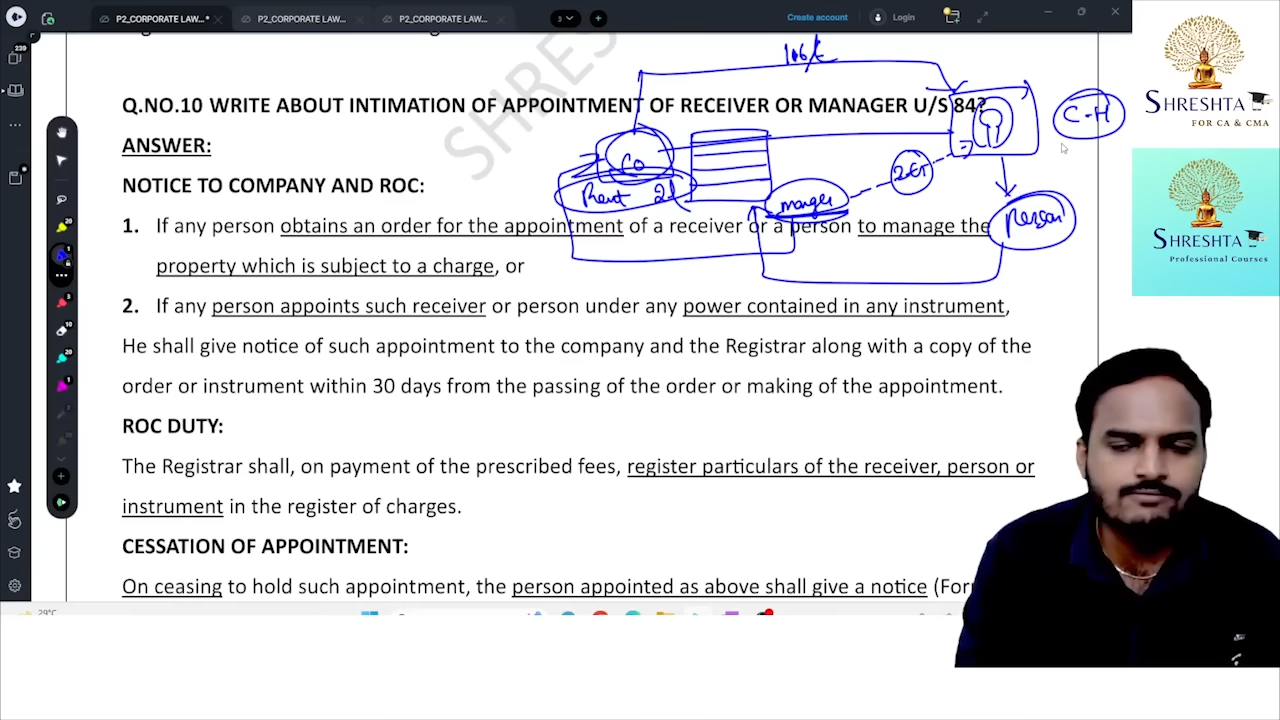 P2_CORPORATE LAW...*
P2_CORPORATE LAW...
P2_CORPORATE LAW...
3
Create account
Login
239
SHRES
Q.NO.10 WRITE ABOUT INTIMATION OF APPOINTMENT OF RECEIVER OR MANAGER U/S 84?
C-H
SHRESHTA
FOR CA & CMA
ANSWER:
CO
NOTICE TO COMPANY AND ROC:
Rent 2L
manager
Person
1. If any person obtains an order for the appointment of a receiver or a person to manage the
property which is subject to a charge, or
SHRESHTA
Professional Courses
2. If any person appoints such receiver or person under any power contained in any instrument,
He shall give notice of such appointment to the company and the Registrar along with a copy of the
order or instrument within 30 days from the passing of the order or making of the appointment.
ROC DUTY:
The Registrar shall, on payment of the prescribed fees, register particulars of the receiver, person or
instrument in the register of charges.
CESSATION OF APPOINTMENT:
On ceasing to hold such appointment, the person appointed as above shall give a notice (For
29°C